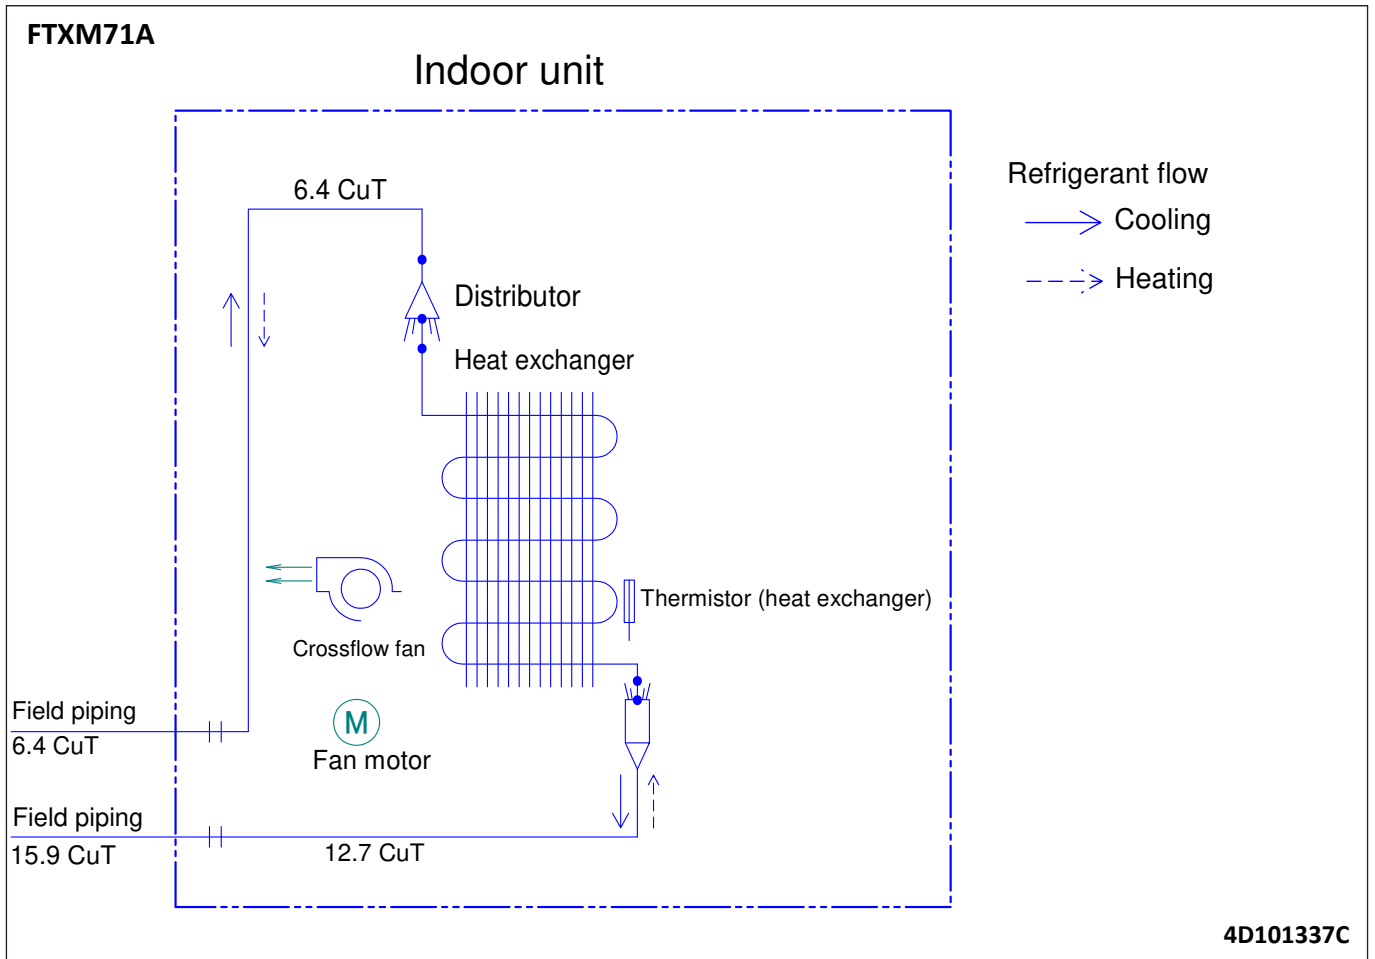 FTXM71A
Indoor unit
6.4 CuT
Refrigerant flow
Cooling
Heating
Distributor
Heat exchanger
Thermistor (heat exchanger)
Crossflow fan
M
Fan motor
Field piping
6.4 CuT
Field piping
15.9 CuT
12.7 CuT
4D101337C